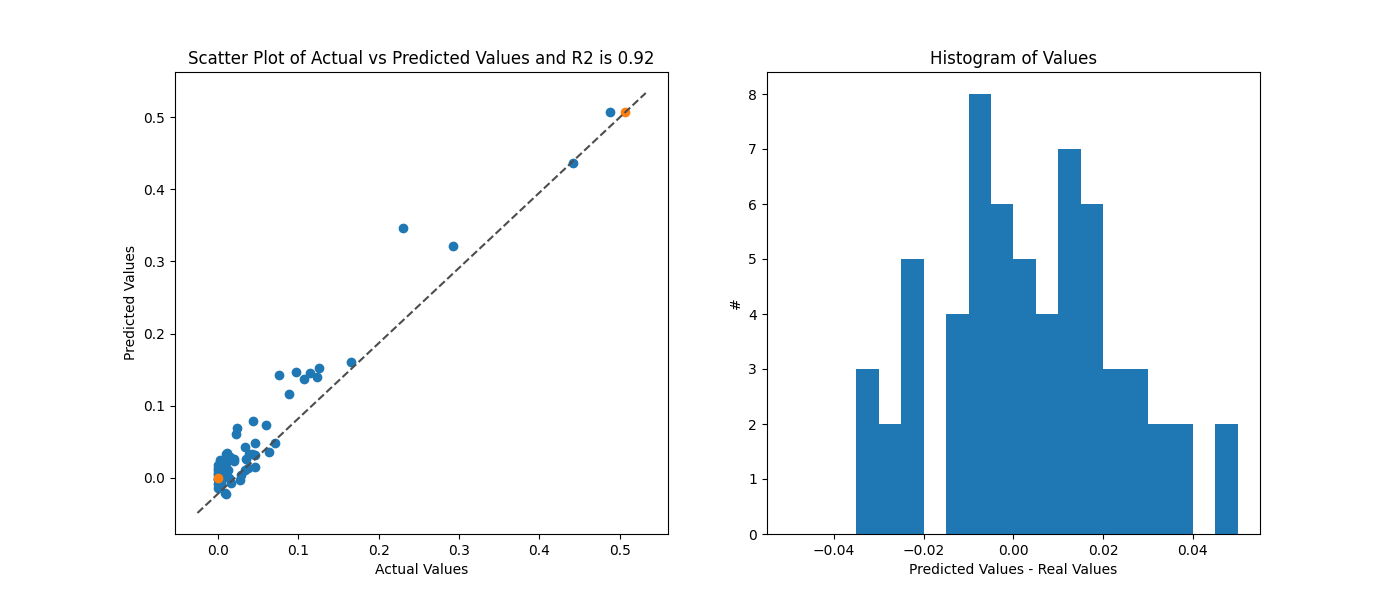 Scatter Plot of Actual vs Predicted Values and R2 is 0.92
0.5
0.4
0.3
0.2
0.1
0.0
Predicted Values
0.0 0.1 0.2 0.3 0.4 0.5
Actual Values
Histogram of Values
8
7
6
5
4
3
2
1
0
#
−0.04 −0.02 0.00 0.02 0.04
Predicted Values - Real Values